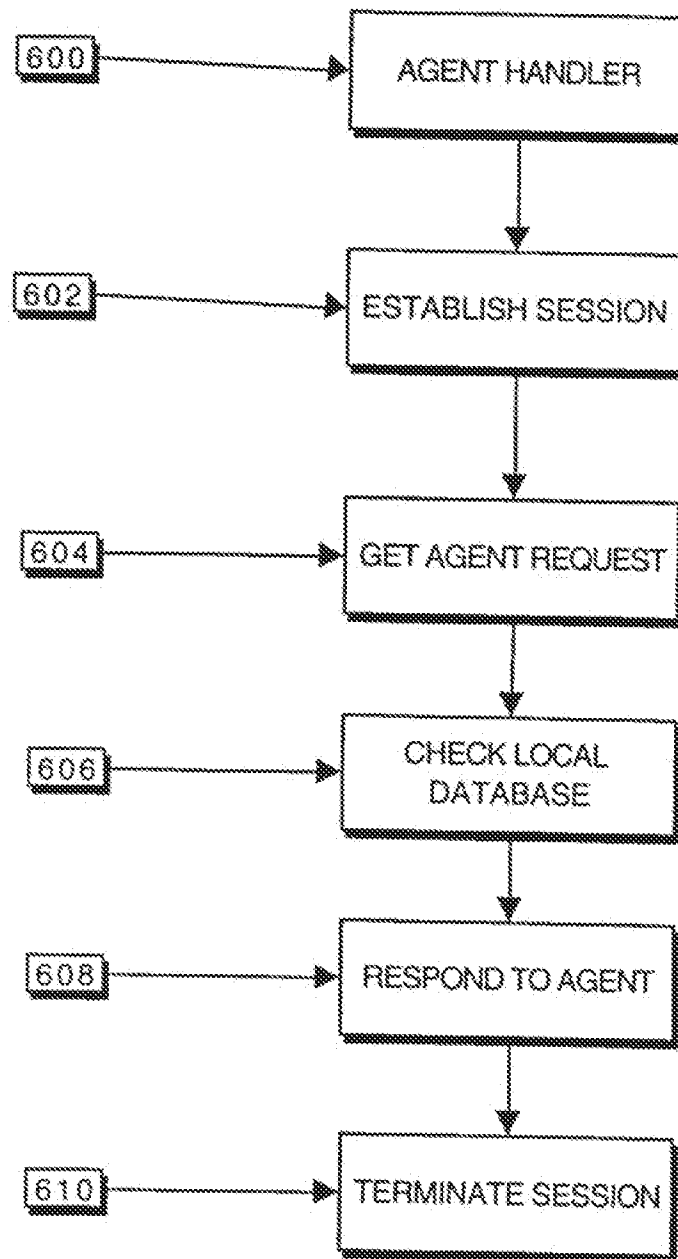 600
AGENT HANDLER
602
ESTABLISH SESSION
604
GET AGENT REQUEST
606
CHECK LOCAL
DATABASE
608
RESPOND TO AGENT
610
TERMINATE SESSION